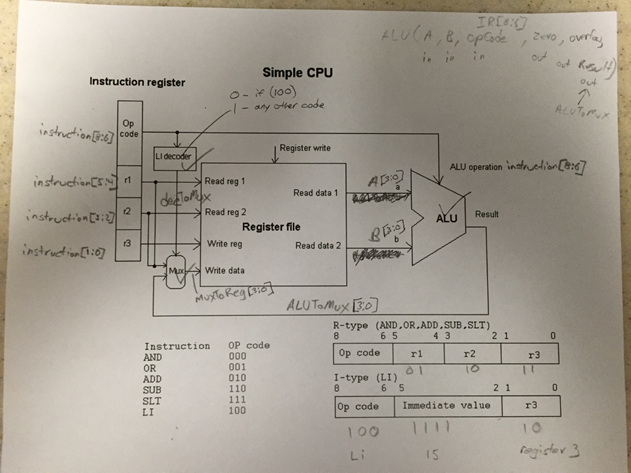 IR[8:6]
ALU(A, B, opCode, zero, overflow, Result)
in in in out out out
ALUToMux
Simple CPU
Instruction register
0 - if (100)
1 - any other code
Op code
instruction[8:6]
LI decoder
Register write
ALU operation instruction[8:6]
instruction[5:4]
r1
decToMux
Read reg 1
Read data 1
A[3:0]
a
instruction[3:2]
r2
Read reg 2
Register file
ALU
Result
instruction[1:0]
r3
Write reg
Read data 2
B[3:0]
b
Mux
Write data
MuxToReg[3:0]
ALUToMux[3:0]
R-type (AND,OR,ADD,SUB,SLT)
8 6 5 4 3 2 1 0
Op code r1 r2 r3
01 10 11
I-type (LI)
8 6 5 2 1 0
Op code Immediate value r3
100 1111 10
Li 15 register 3
Instruction OP code
AND 000
OR 001
ADD 010
SUB 110
SLT 111
LI 100